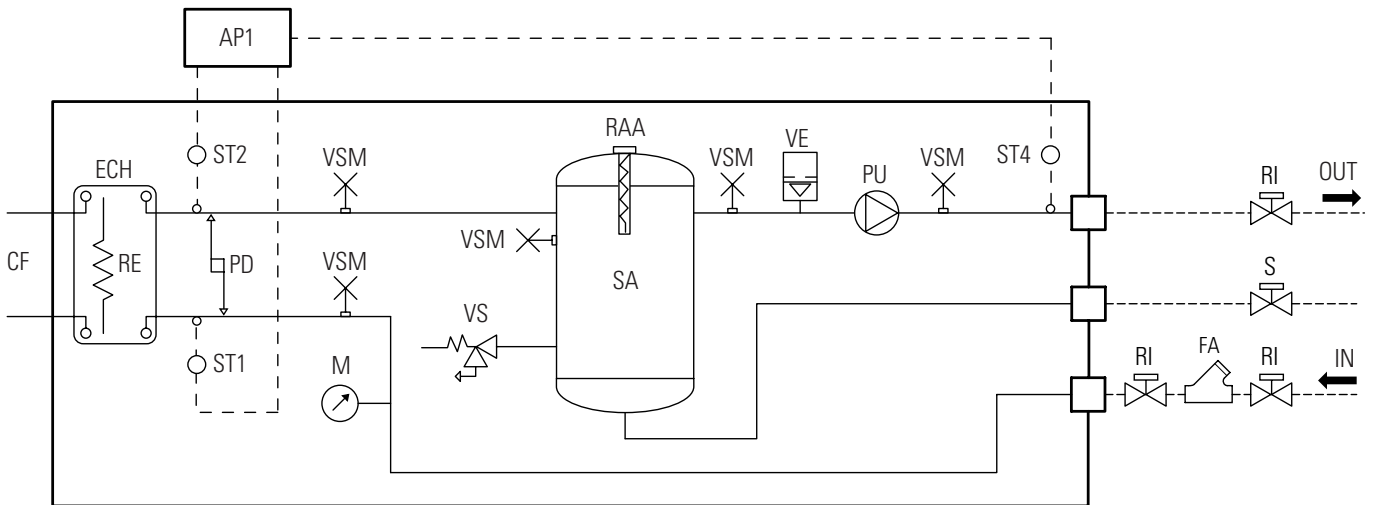 AP1
RAA
VE
ST2
VSM
VSM
PU
VSM
ST4
RI
OUT
ECH
VSM
CF
RE
PD
VSM
SA
S
VS
ST1
M
RI
FA
RI
IN